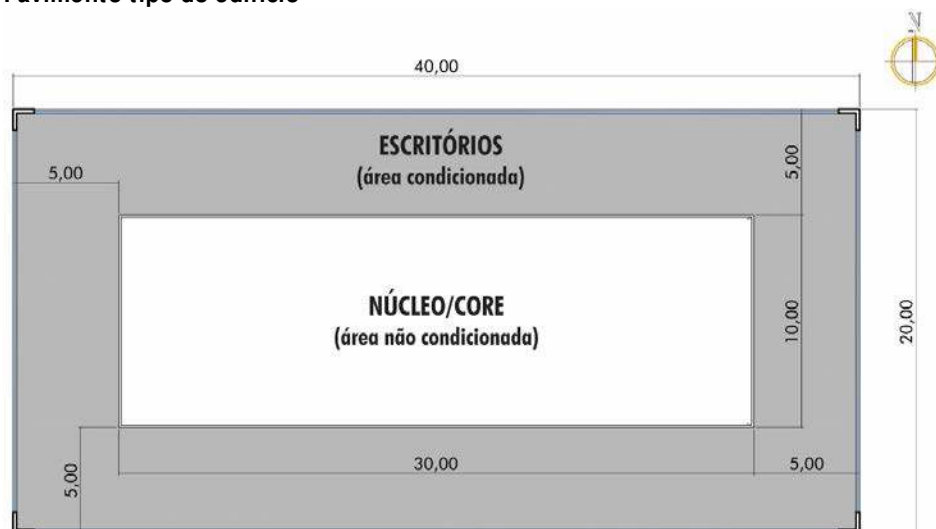 Pavimento tipo do edifício
N
40,00
ESCRITÓRIOS
(área condicionada)
5,00
5,00
NÚCLEO/CORE
(área não condicionada)
10,00
20,00
30,00
5,00
5,00